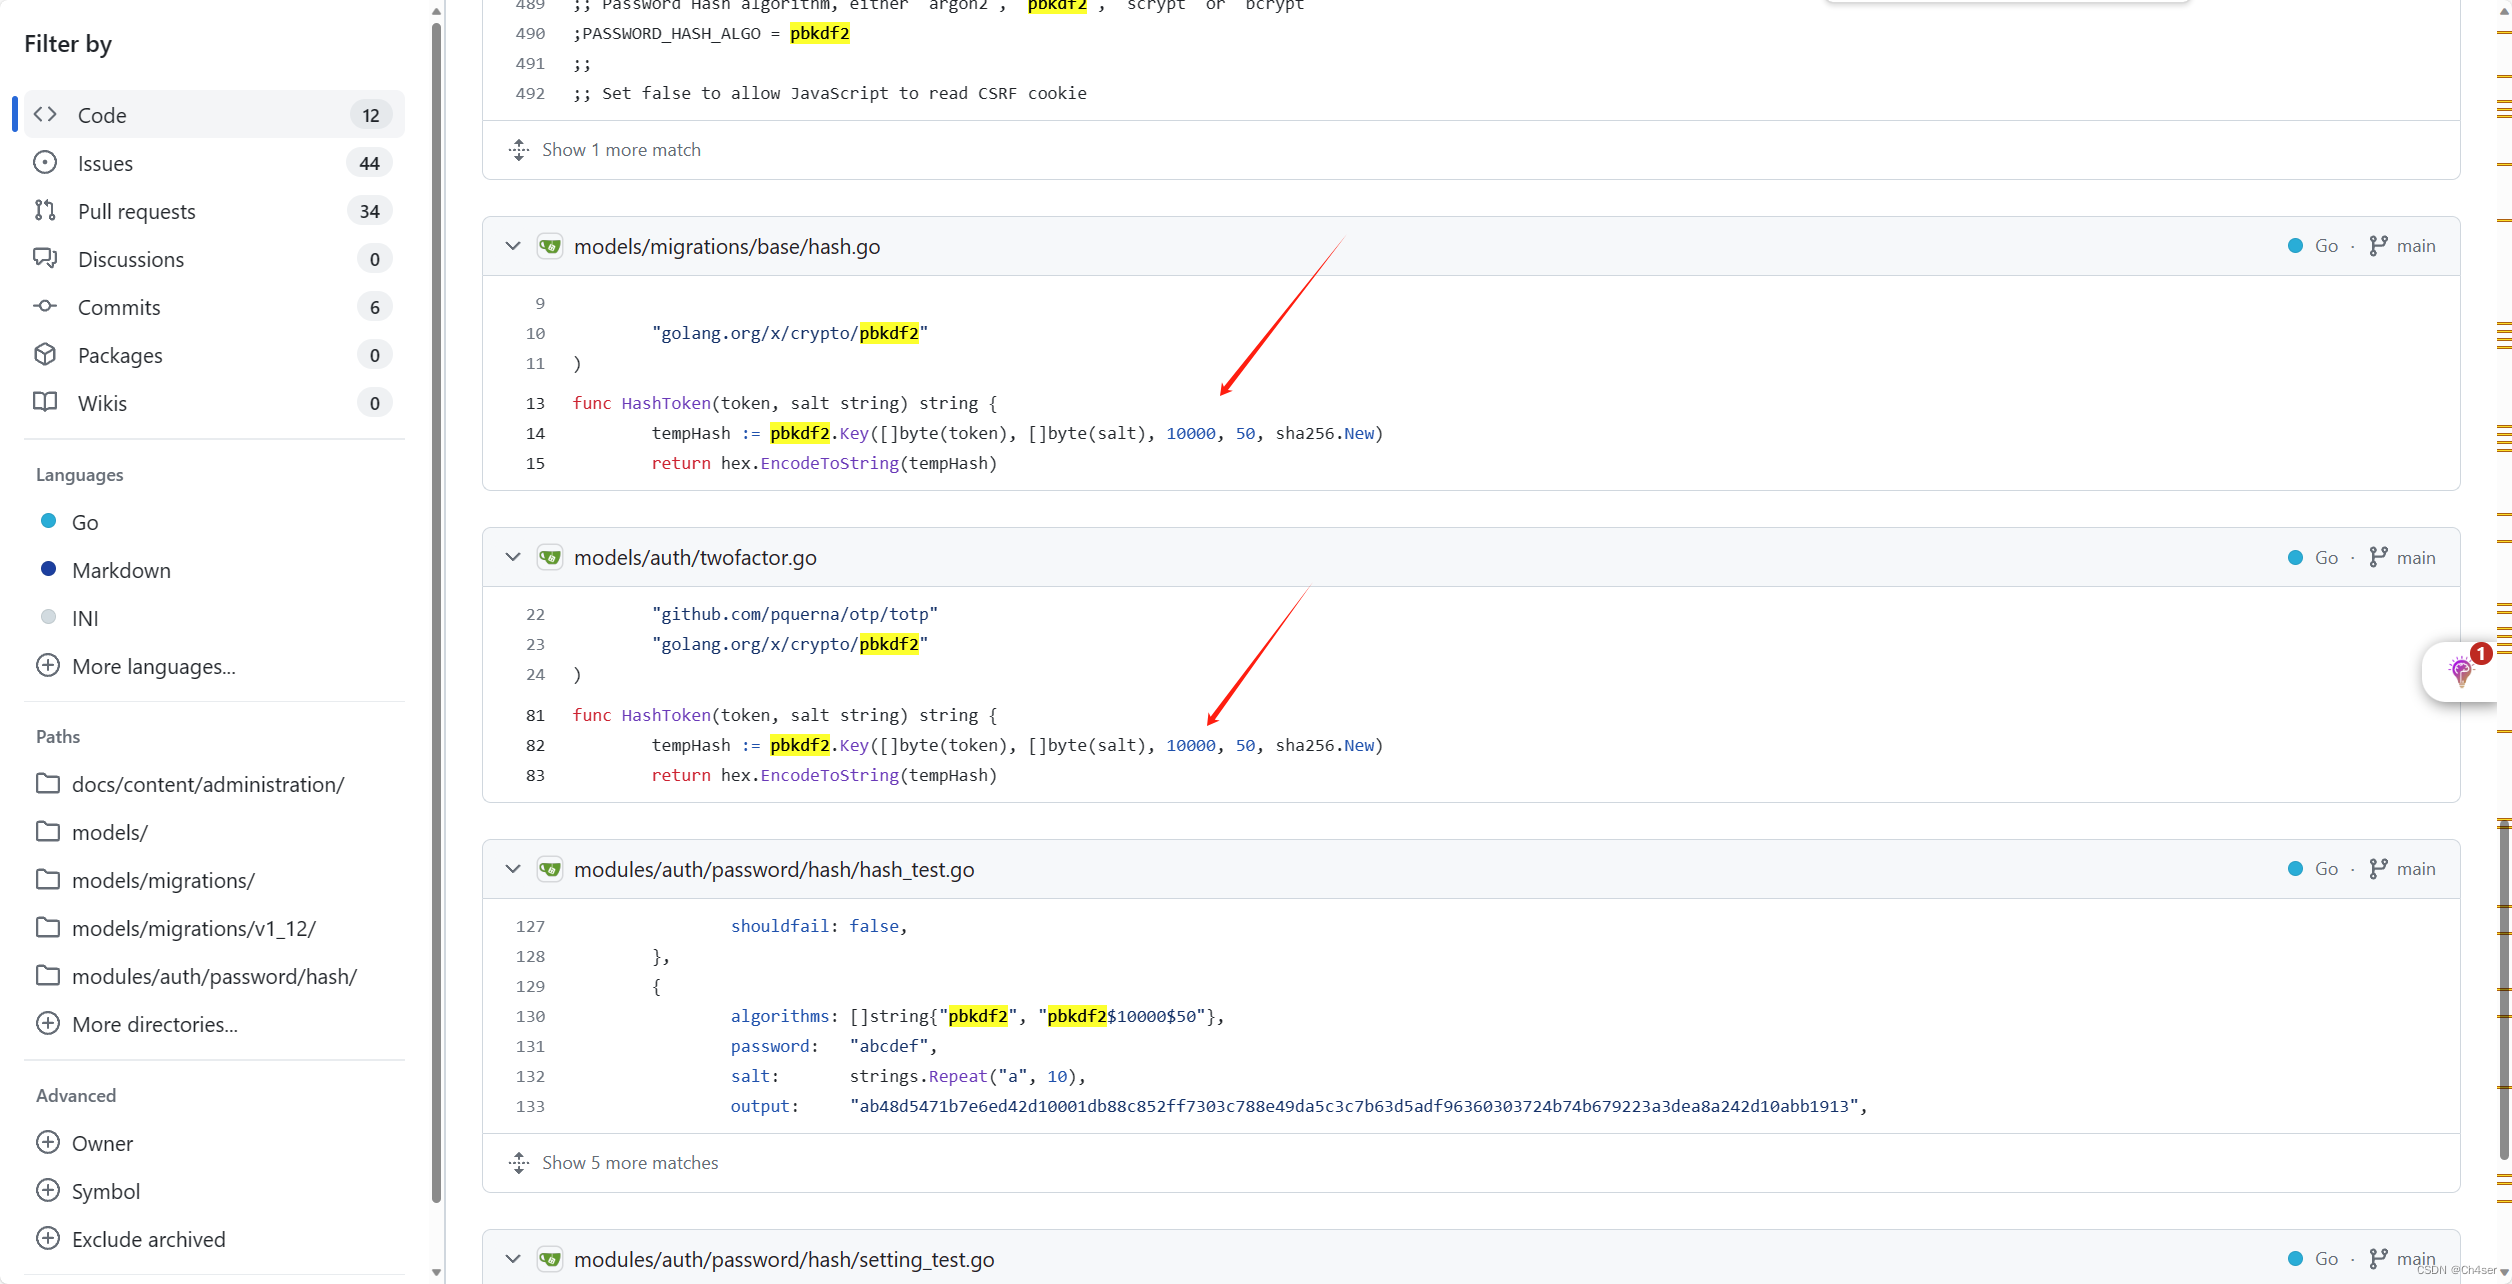 Filter by
Code 12
Issues 44
Pull requests 34
Discussions 0
Commits 6
Packages 0
Wikis 0
Languages
Go
Markdown
INI
More languages...
Paths
docs/content/administration/
models/
models/migrations/
models/migrations/v1_12/
modules/auth/password/hash/
More directories...
Advanced
Owner
Symbol
Exclude archived
489 ;; Password Hash algorithm, either "argon2", "pbkdf2", "scrypt" or "bcrypt"
490 ;PASSWORD_HASH_ALGO = pbkdf2
491 ;;
492 ;; Set false to allow JavaScript to read CSRF cookie
Show 1 more match
models/migrations/base/hash.go Go · main
9
10 "golang.org/x/crypto/pbkdf2"
11 )
13 func HashToken(token, salt string) string {
14 tempHash := pbkdf2.Key([]byte(token), []byte(salt), 10000, 50, sha256.New)
15 return hex.EncodeToString(tempHash)
models/auth/twofactor.go Go · main
22 "github.com/pquerna/otp/totp"
23 "golang.org/x/crypto/pbkdf2"
24 )
81 func HashToken(token, salt string) string {
82 tempHash := pbkdf2.Key([]byte(token), []byte(salt), 10000, 50, sha256.New)
83 return hex.EncodeToString(tempHash)
modules/auth/password/hash/hash_test.go Go · main
127 shouldfail: false,
128 },
129 {
130 algorithms: []string{"pbkdf2", "pbkdf2$10000$50"},
131 password: "abcdef",
132 salt: strings.Repeat("a", 10),
133 output: "ab48d5471b7e6ed42d10001db88c852ff7303c788e49da5c3c7b63d5adf96360303724b74b679223a3dea8a242d10abb1913",
Show 5 more matches
modules/auth/password/hash/setting_test.go Go · main
1
CSDN @Ch4ser